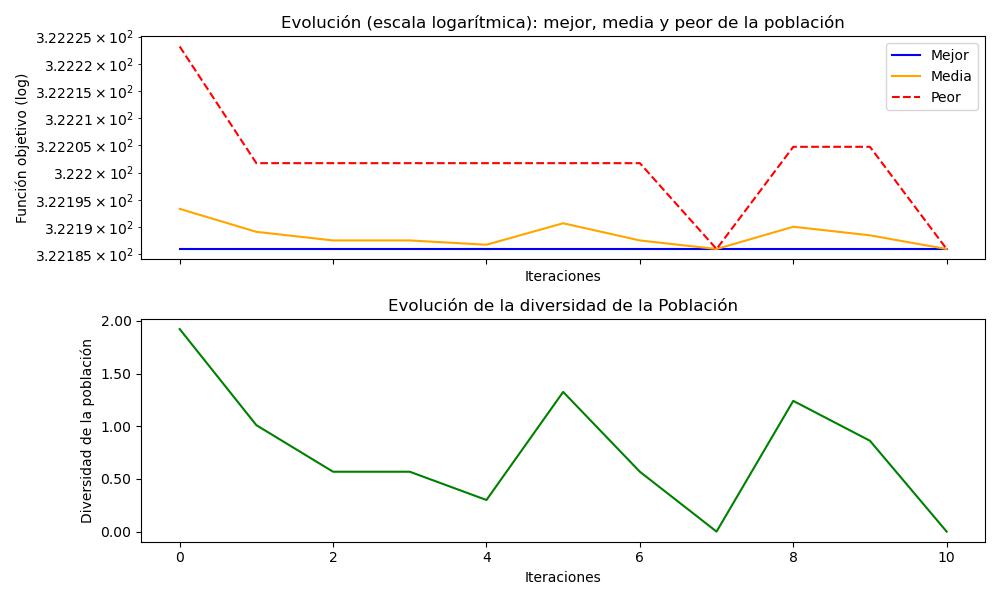 Evolución (escala logarítmica): mejor, media y peor de la población
Función objetivo (log)
3.22225 × 10²
3.2222 × 10²
3.22215 × 10²
3.2221 × 10²
3.22205 × 10²
3.222 × 10²
3.22195 × 10²
3.2219 × 10²
3.22185 × 10²
Mejor
Media
Peor
Iteraciones
Evolución de la diversidad de la Población
Diversidad de la población
2.00
1.50
1.00
0.50
0.00
0 2 4 6 8 10
Iteraciones